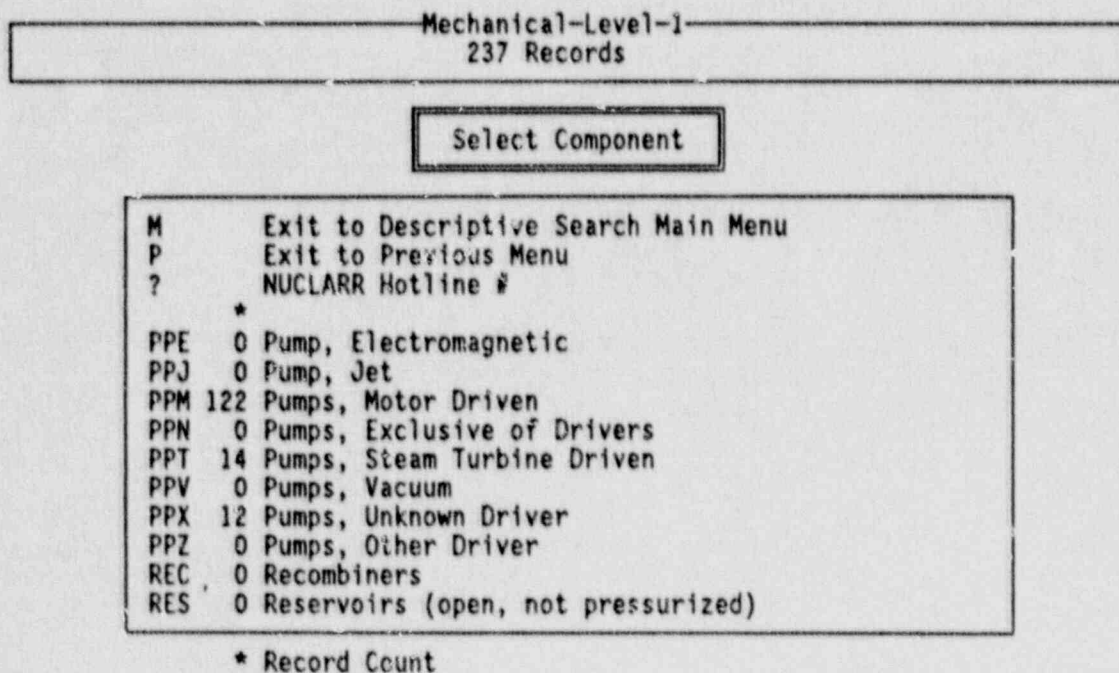 Mechanical-Level-1
237 Records
Select Component
M Exit to Descriptive Search Main Menu
P Exit to Previous Menu
? NUCLARR Hotline #
*
PPE 0 Pump, Electromagnetic
PPJ 0 Pump, Jet
PPM 122 Pumps, Motor Driven
PPN 0 Pumps, Exclusive of Drivers
PPT 14 Pumps, Steam Turbine Driven
PPV 0 Pumps, Vacuum
PPX 12 Pumps, Unknown Driver
PPZ 0 Pumps, Other Driver
REC 0 Recombiners
RES 0 Reservoirs (open, not pressurized)
* Record Count